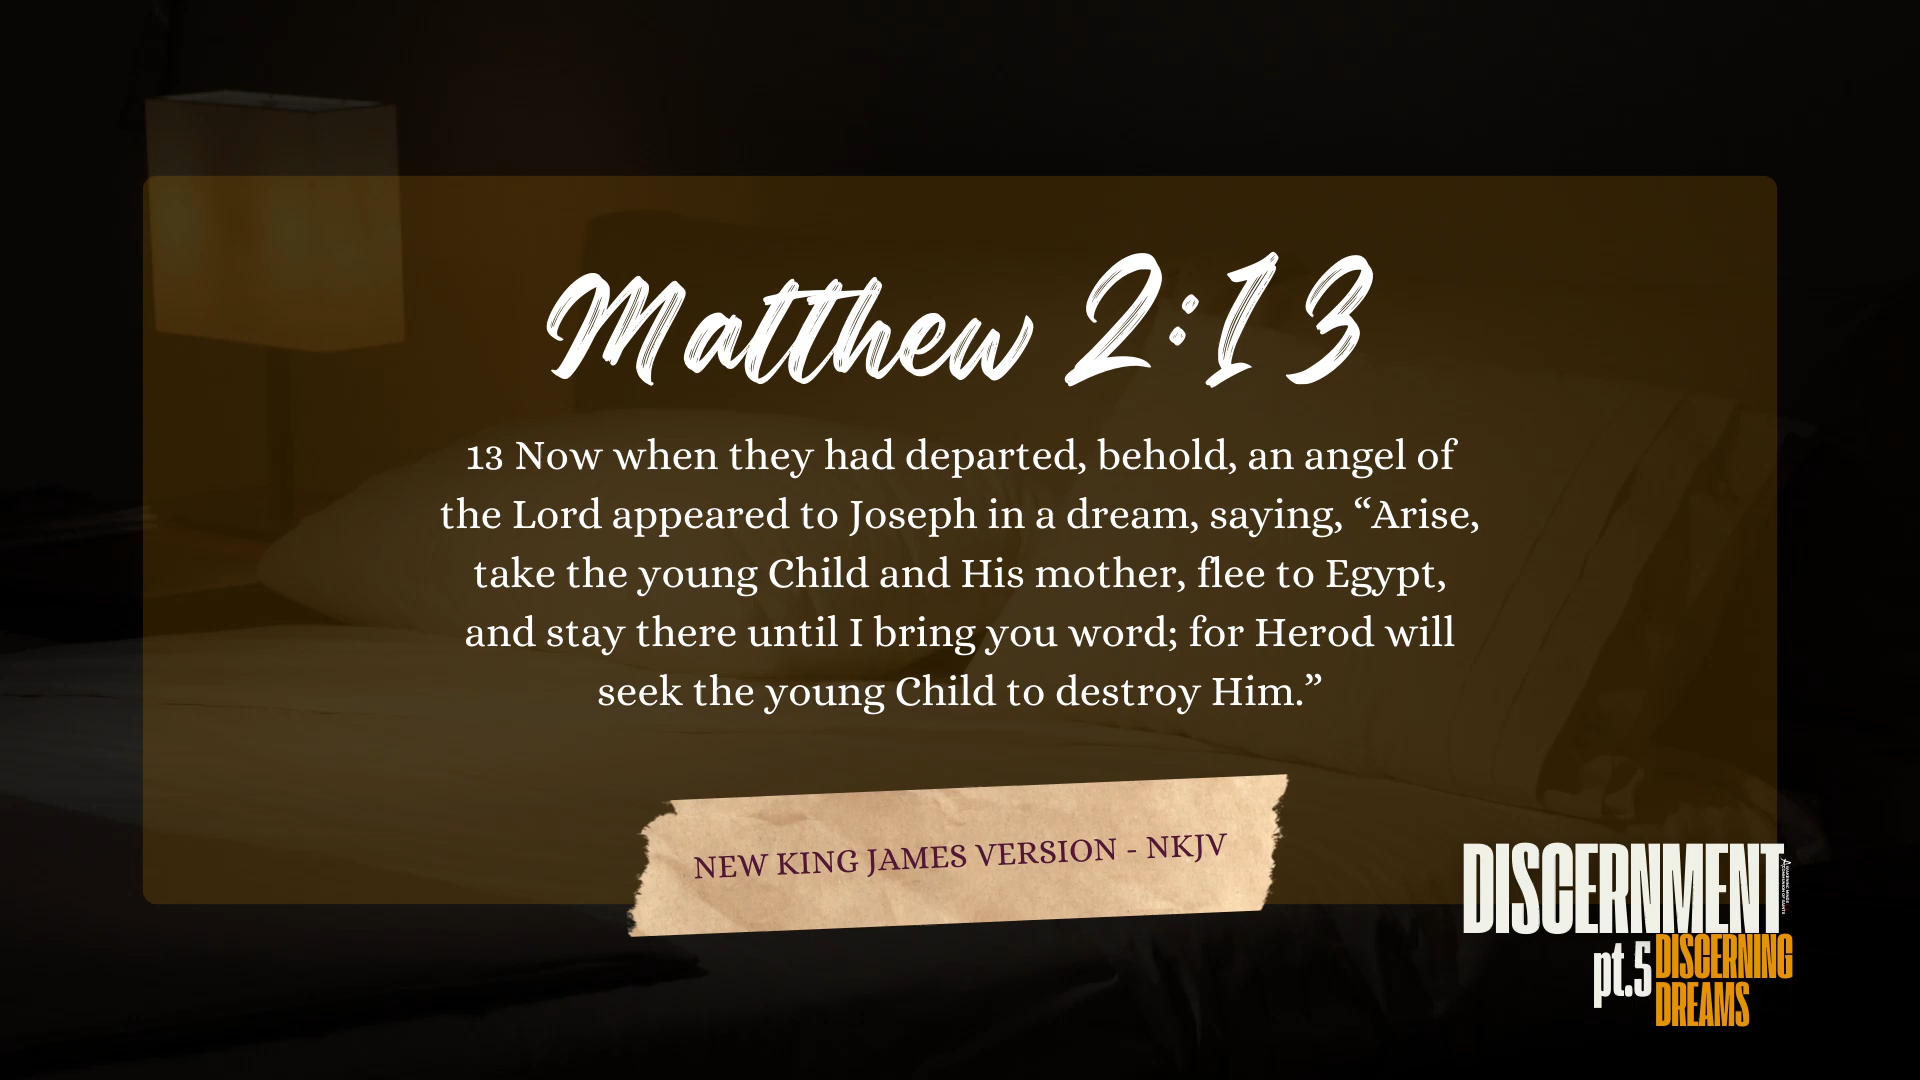 Matthew 2:13
13 Now when they had departed, behold, an angel of
the Lord appeared to Joseph in a dream, saying, “Arise,
take the young Child and His mother, flee to Egypt,
and stay there until I bring you word; for Herod will
seek the young Child to destroy Him.”
NEW KING JAMES VERSION - NKJV
DISCERNMENT
pt.5 DISCERNING
DREAMS